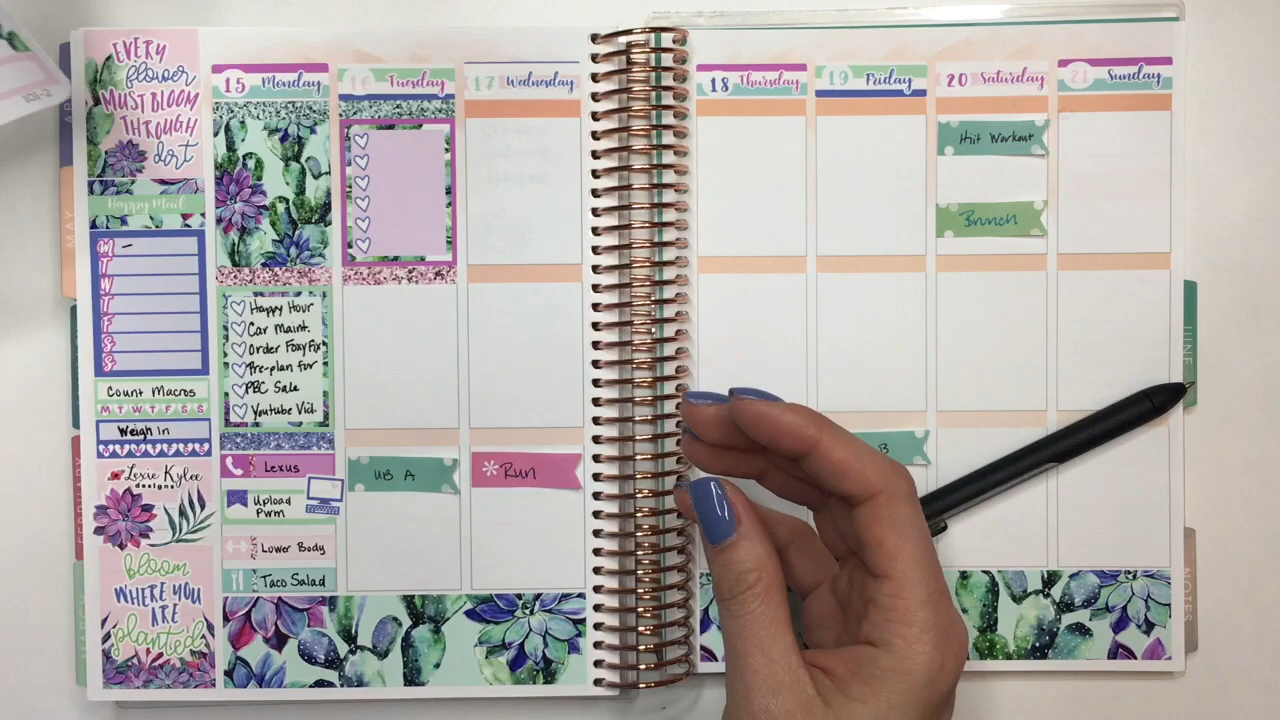 EVERY
flower
MUST BLOOM
THROUGH
dirt
Happy Mail
M
T
W
T
F
S
S
Count Macros
M T W T F S S
Weigh In
M T W T F S S
Lexie Kylee
designs
bloom
WHERE YOU
ARE
planted
15 Monday
Happy Hour
Car Maint.
Order FoxyFix
Pre-plan for
PBC Sale
Youtube Vid.
Lexus
Upload
PWM
Lower Body
Taco Salad
16 Tuesday
UB A
17 Wednesday
Run
18 Thursday
19 Friday
B
20 Saturday
Hiit Workout
Brunch
21 Sunday
MAY
FEBRUARY
MARCH
JUNE
NOTES